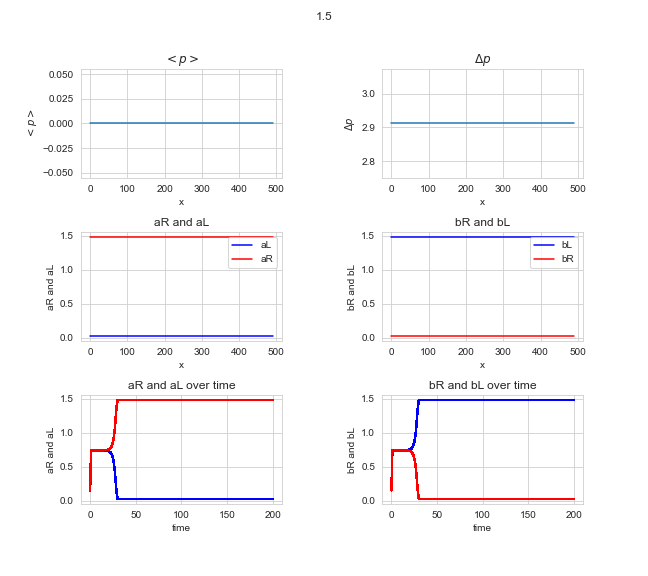 1.5
< p >
Δp
0.050
0.025
0.000
−0.025
−0.050
< p >
0 100 200 300 400 500
x
3.0
2.9
2.8
Δp
0 100 200 300 400 500
x
aR and aL
bR and bL
1.5
1.0
0.5
0.0
aR and aL
aL
aR
0 100 200 300 400 500
x
1.5
1.0
0.5
0.0
bR and bL
bL
bR
0 100 200 300 400 500
x
aR and aL over time
bR and bL over time
1.5
1.0
0.5
0.0
aR and aL
0 50 100 150 200
time
1.5
1.0
0.5
0.0
bR and bL
0 50 100 150 200
time